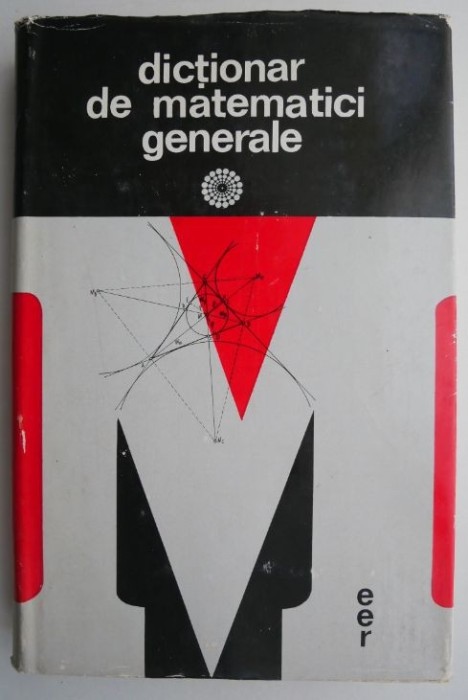 dicționar
de matematici
generale
e
e
r